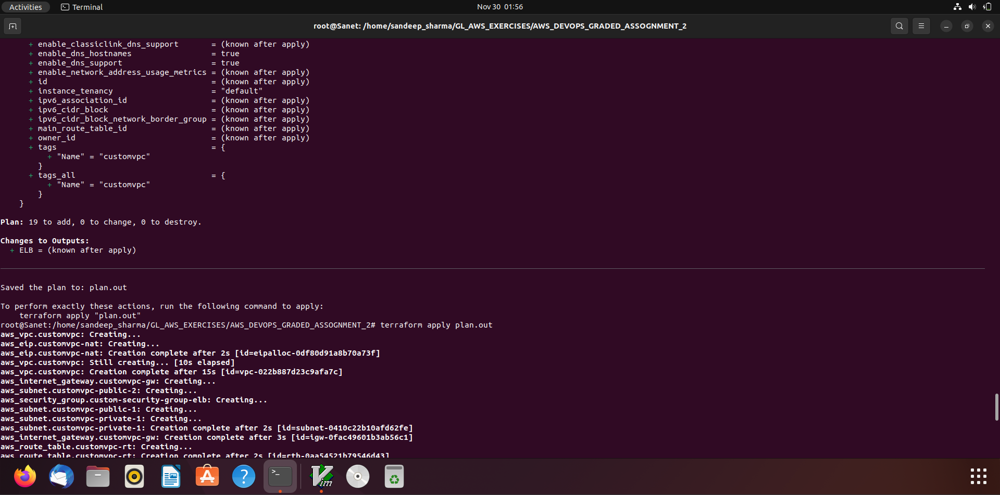 Activities
Terminal
Nov 30 01:56
root@Sanet: /home/sandeep_sharma/GL_AWS_EXERCISES/AWS_DEVOPS_GRADED_ASSOGNMENT_2
+ enable_classiclink_dns_support       = (known after apply)
+ enable_dns_hostnames                 = true
+ enable_dns_support                   = true
+ enable_network_address_usage_metrics = (known after apply)
+ id                                   = (known after apply)
+ instance_tenancy                     = "default"
+ ipv6_association_id                  = (known after apply)
+ ipv6_cidr_block                      = (known after apply)
+ ipv6_cidr_block_network_border_group = (known after apply)
+ main_route_table_id                  = (known after apply)
+ owner_id                             = (known after apply)
+ tags                                 = {
+ "Name" = "customvpc"
}
+ tags_all                             = {
+ "Name" = "customvpc"
}
}
Plan: 19 to add, 0 to change, 0 to destroy.
Changes to Outputs:
+ ELB = (known after apply)
Saved the plan to: plan.out
To perform exactly these actions, run the following command to apply:
terraform apply "plan.out"
root@Sanet:/home/sandeep_sharma/GL_AWS_EXERCISES/AWS_DEVOPS_GRADED_ASSOGNMENT_2# terraform apply plan.out
aws_vpc.customvpc: Creating...
aws_eip.customvpc-nat: Creating...
aws_eip.customvpc-nat: Creation complete after 2s [id=eipalloc-0df80d91a8b70a73f]
aws_vpc.customvpc: Still creating... [10s elapsed]
aws_vpc.customvpc: Creation complete after 15s [id=vpc-022b887d23c9afa7c]
aws_internet_gateway.customvpc-gw: Creating...
aws_subnet.customvpc-public-2: Creating...
aws_security_group.custom-security-group-elb: Creating...
aws_subnet.customvpc-public-1: Creating...
aws_subnet.customvpc-private-1: Creating...
aws_subnet.customvpc-private-1: Creation complete after 2s [id=subnet-0410c22b10afd62fe]
aws_internet_gateway.customvpc-gw: Creation complete after 3s [id=igw-0fac49601b3ab56c1]
aws_route_table.customvpc-rt: Creating...
aws_route_table.customvpc-rt: Creation complete after 2s [id=rtb-0aa54521b79546d43]